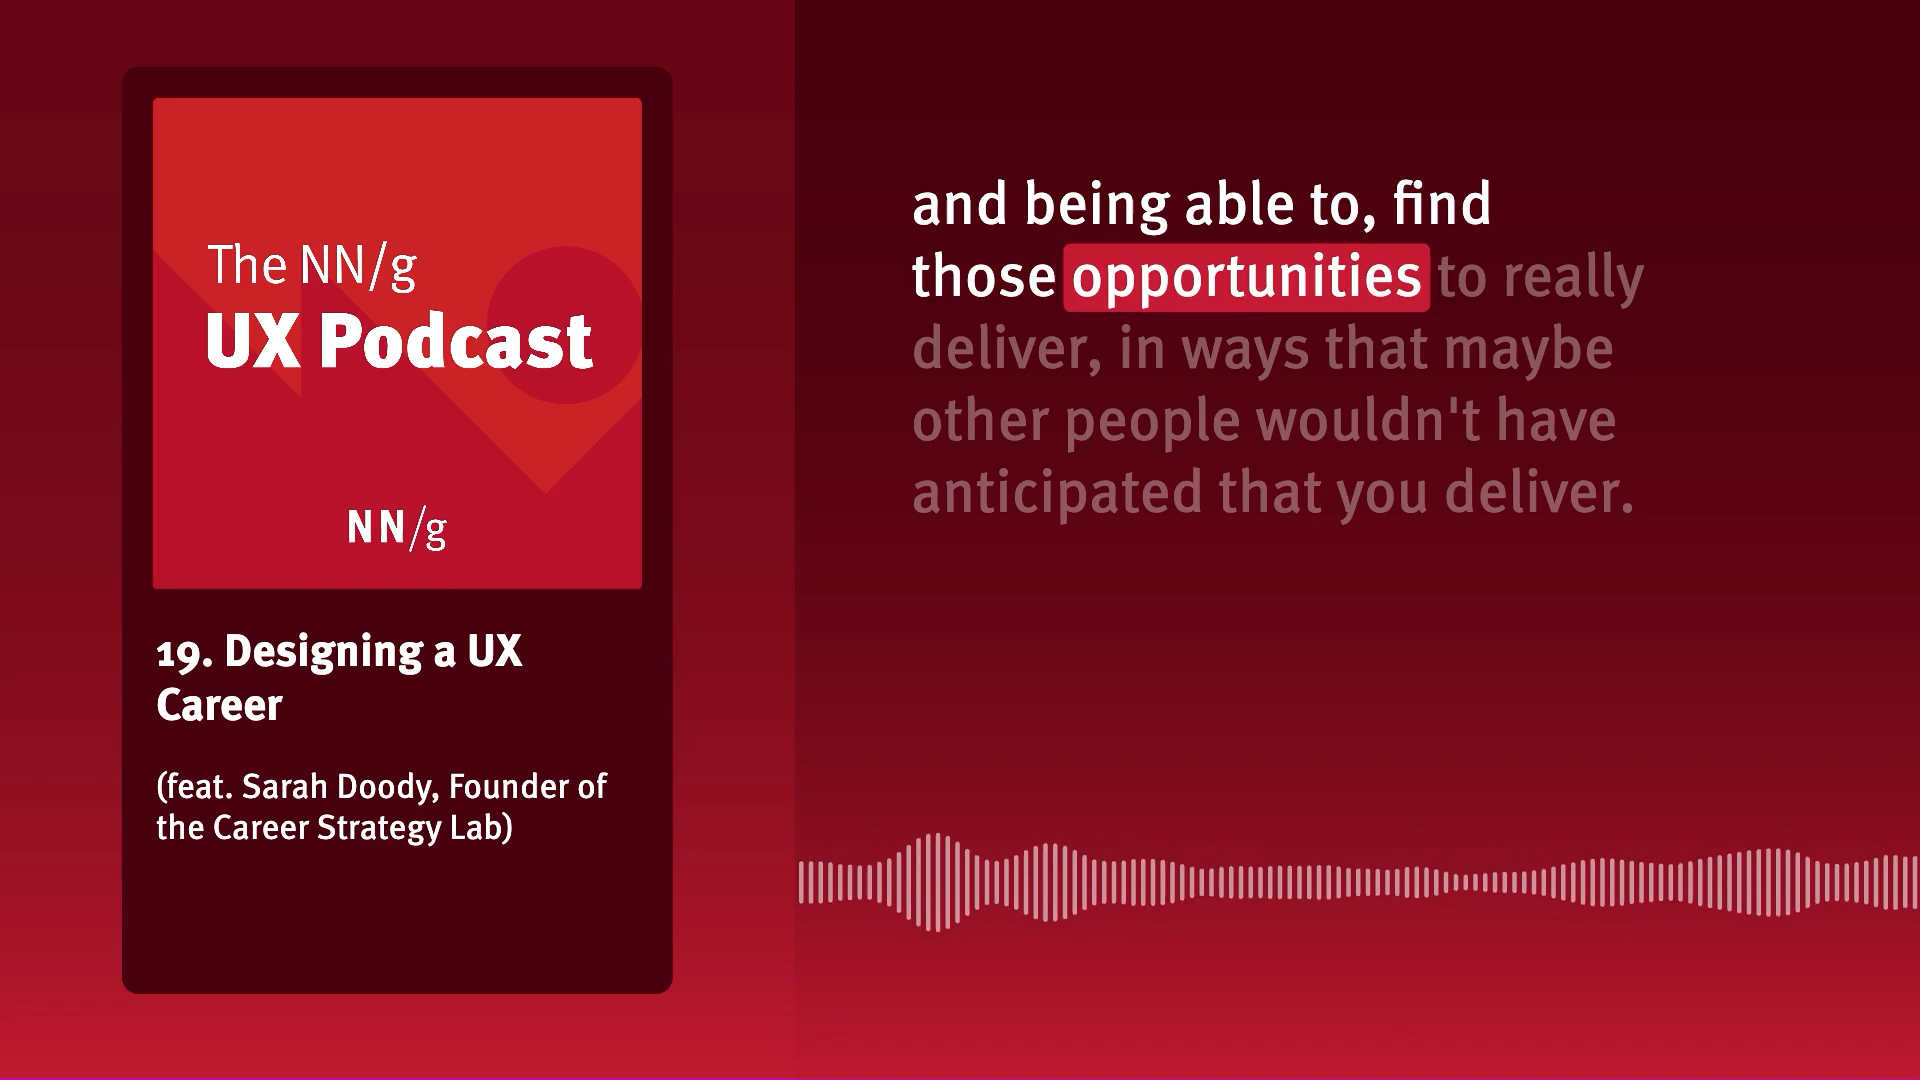 The NN/g
UX Podcast
NN/g
19. Designing a UX
Career
(feat. Sarah Doody, Founder of
the Career Strategy Lab)
and being able to, find
those opportunities to really
deliver, in ways that maybe
other people wouldn't have
anticipated that you deliver.